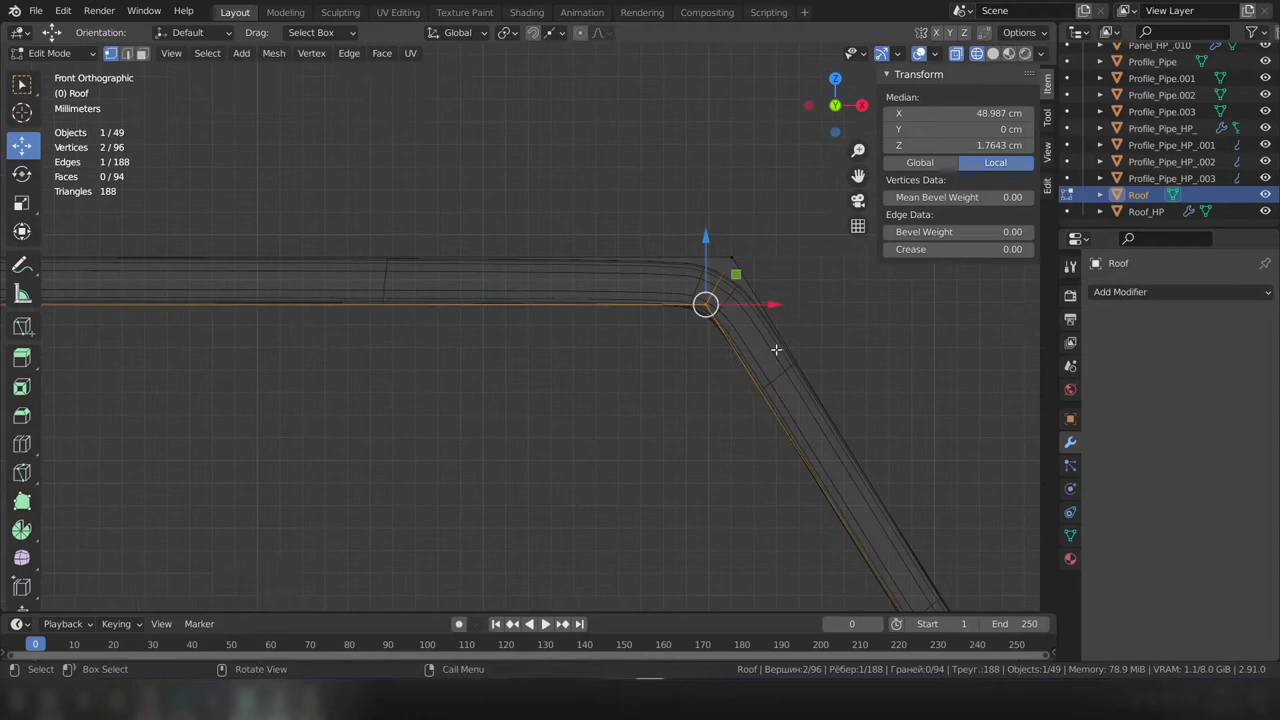 File Edit Render Window Help Layout Modeling Sculpting UV Editing Texture Paint Shading Animation Rendering Compositing Scripting + Scene View Layer
Orientation: Default Drag: Select Box Global X Y Z Options
Edit Mode View Select Add Mesh Vertex Edge Face UV
Front Orthographic
(0) Roof
Millimeters
Objects 1/49
Vertices 2/96
Edges 1/188
Faces 0/94
Triangles 188
Z
X
Y
Transform
Median:
X 48.987 cm
Y 0 cm
Z 1.7643 cm
Global Local
Vertices Data:
Mean Bevel Weight 0.00
Edge Data:
Bevel Weight 0.00
Crease 0.00
Item
Tool
View
Edit
Panel_HP_.010
Profile_Pipe
Profile_Pipe.001
Profile_Pipe.002
Profile_Pipe.003
Profile_Pipe_HP_
Profile_Pipe_HP_.001
Profile_Pipe_HP_.002
Profile_Pipe_HP_.003
Roof
Roof_HP
Roof
Add Modifier
Playback Keying View Marker 0 Start 1 End 250
0 10 20 30 40 50 60 70 80 90 100 110 120 130 140 150 160 170 180 190 200 210 220 230 240 250
Select Box Select Rotate View Call Menu Roof | Вершин:2/96 | Рёбер:1/188 | Граней:0/94 | Треуг.:188 | Objects:1/49 | Memory: 78.9 MiB | VRAM: 1.1/8.0 GiB | 2.91.0